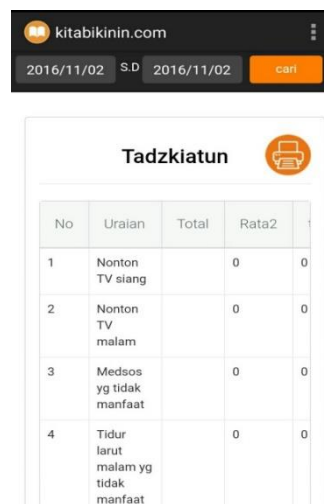 kitabikinin.com
2016/11/02 S.D 2016/11/02 cari
Tadzkiatun
No Uraian Total Rata2
1 Nonton 0 0
TV siang
2 Nonton 0 0
TV
malam
3 Medsos 0 0
yg tidak
manfaat
4 Tidur 0 0
larut
malam yg
tidak
manfaat